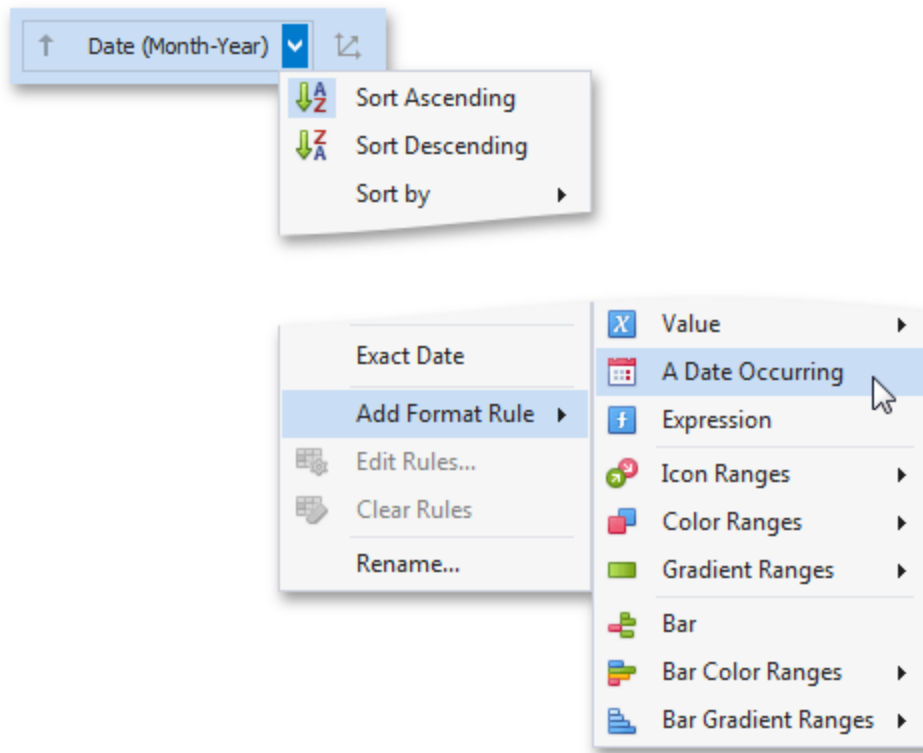 Date (Month-Year)
Sort Ascending
Sort Descending
Sort by
Exact Date
Add Format Rule
Edit Rules...
Clear Rules
Rename...
Value
A Date Occurring
Expression
Icon Ranges
Color Ranges
Gradient Ranges
Bar
Bar Color Ranges
Bar Gradient Ranges